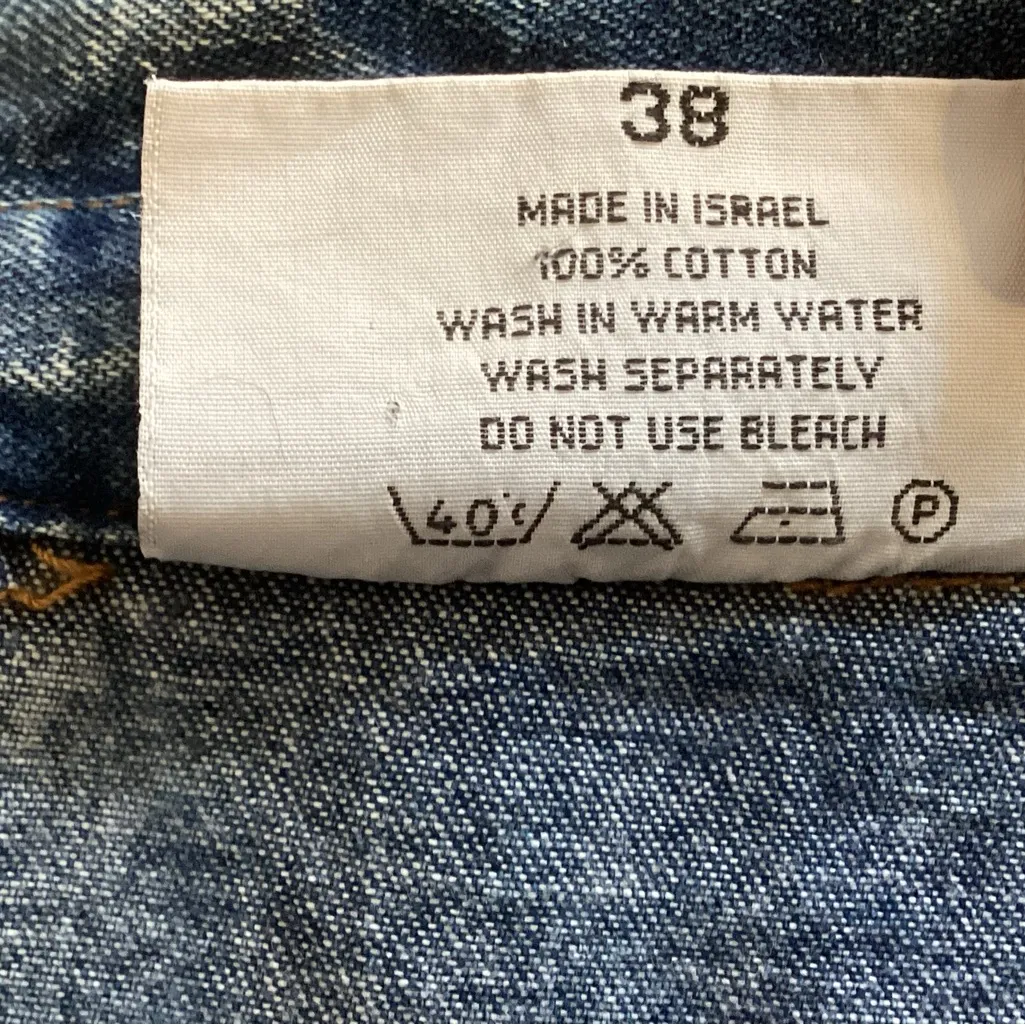 38
MADE IN ISRAEL
100% COTTON
WASH IN WARM WATER
WASH SEPARATELY
DO NOT USE BLEACH
40°C P